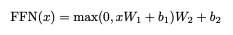 FFN(x) = max(0, xW₁ + b₁)W₂ + b₂